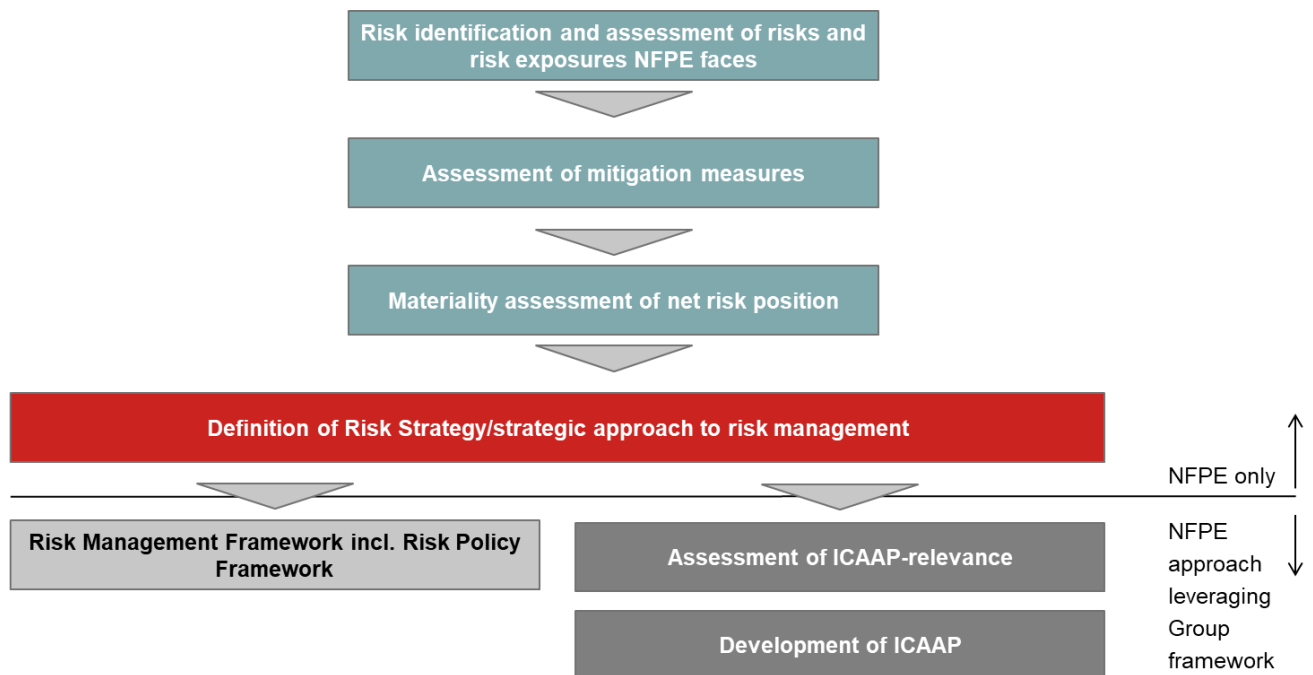 Risk identification and assessment of risks and
risk exposures NFPE faces
Assessment of mitigation measures
Materiality assessment of net risk position
Definition of Risk Strategy/strategic approach to risk management
NFPE only
Risk Management Framework incl. Risk Policy
Framework
Assessment of ICAAP-relevance
Development of ICAAP
NFPE
approach
leveraging
Group
framework